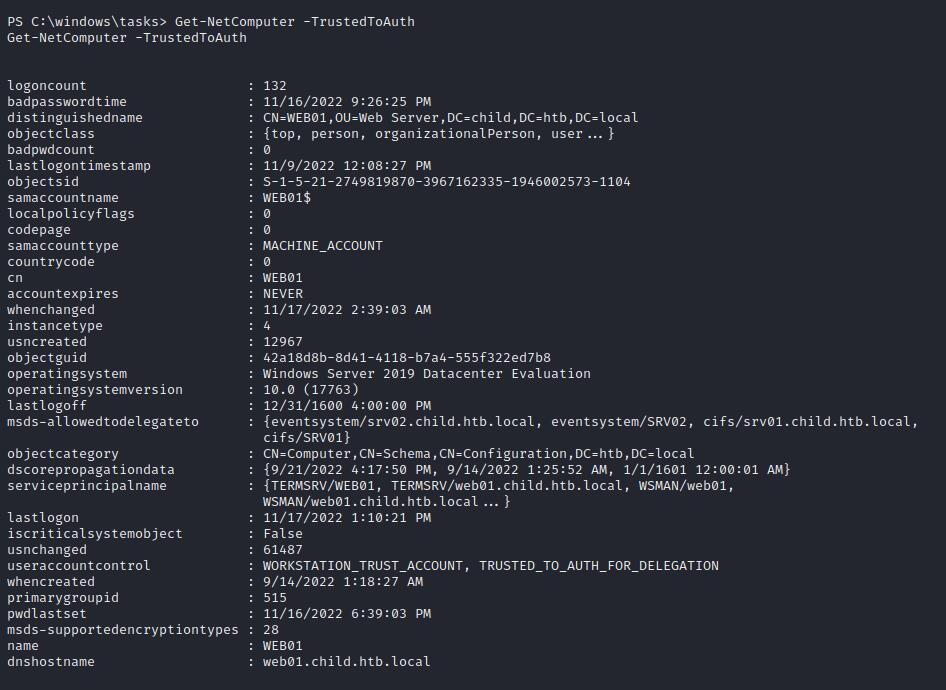 PS C:\windows\tasks> Get-NetComputer -TrustedToAuth
Get-NetComputer -TrustedToAuth
logoncount                    : 132
badpasswordtime               : 11/16/2022 9:26:25 PM
distinguishedname             : CN=WEB01,OU=Web Server,DC=child,DC=htb,DC=local
objectclass                   : {top, person, organizationalPerson, user...}
badpwdcount                   : 0
lastlogontimestamp            : 11/9/2022 12:08:27 PM
objectsid                     : S-1-5-21-2749819870-3967162335-1946002573-1104
samaccountname                : WEB01$
localpolicyflags              : 0
codepage                      : 0
samaccounttype                : MACHINE_ACCOUNT
countrycode                   : 0
cn                            : WEB01
accountexpires                : NEVER
whenchanged                   : 11/17/2022 2:39:03 AM
instancetype                  : 4
usncreated                    : 12967
objectguid                    : 42a18d8b-8d41-4118-b7a4-555f322ed7b8
operatingsystem               : Windows Server 2019 Datacenter Evaluation
operatingsystemversion        : 10.0 (17763)
lastlogoff                    : 12/31/1600 4:00:00 PM
msds-allowedtodelegateto      : {eventsystem/srv02.child.htb.local, eventsystem/SRV02, cifs/srv01.child.htb.local,
                                cifs/SRV01}
objectcategory                : CN=Computer,CN=Schema,CN=Configuration,DC=htb,DC=local
dscorepropagationdata         : {9/21/2022 4:17:50 PM, 9/14/2022 1:25:52 AM, 1/1/1601 12:00:01 AM}
serviceprincipalname          : {TERMSRV/WEB01, TERMSRV/web01.child.htb.local, WSMAN/web01,
                                WSMAN/web01.child.htb.local...}
lastlogon                     : 11/17/2022 1:10:21 PM
iscriticalsystemobject        : False
usnchanged                    : 61487
useraccountcontrol            : WORKSTATION_TRUST_ACCOUNT, TRUSTED_TO_AUTH_FOR_DELEGATION
whencreated                   : 9/14/2022 1:18:27 AM
primarygroupid                : 515
pwdlastset                    : 11/16/2022 6:39:03 PM
msds-supportedencryptiontypes : 28
name                          : WEB01
dnshostname                   : web01.child.htb.local